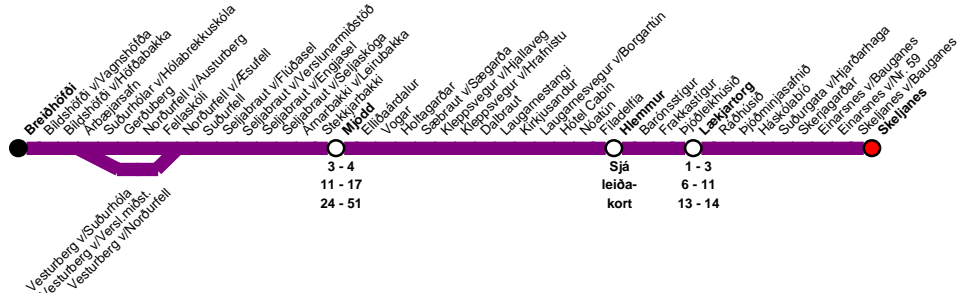 Breiðhöfði
Bíldshöfði v/Vagnshöfða
Bíldshöfði v/Höfðabakka
Árbæjarsafn
Suðurhólar v/Hólabrekkuskóla
Gerðuberg
Norðurfell v/Austurberg
Fellaskóli
Norðurfell v/Æsufell
Suðurfell
Seljabraut v/Flúðasel
Seljabraut v/Verslunarmiðstöð
Seljabraut v/Engjasel
Seljabraut v/Seljaskóga
Arnarbakki v/Leirubakka
Stekkjarbakki
Mjódd
Elliðaárdalur
Vogar
Holtagarðar
Sæbraut v/Sægarða
Kleppsvegur v/Hjallaveg
Kleppsvegur v/Hrafnistu
Dalbraut
Laugarnestangi
Kirkjusandur
Laugarnesvegur v/Borgartún
Hótel Cabin
Nóatún
Fíladelfía
Hlemmur
Barónsstígur
Frakkastígur
Þjóðleikhúsið
Lækjartorg
Ráðhúsið
Þjóðminjasafnið
Háskólabíó
Suðurgata v/Hjarðarhaga
Skerjagarðar
Einarsnes v/Bauganes
Einarsnes v/Nr. 59
Skeljanes v/Bauganes
Skeljanes
3 - 4
11 - 17
24 - 51
Sjá
leiða-
kort
1 - 3
6 - 11
13 - 14
Vesturberg v/Suðurhóla
Vesturberg v/Versl.miðst.
Vesturberg v/Norðurfell